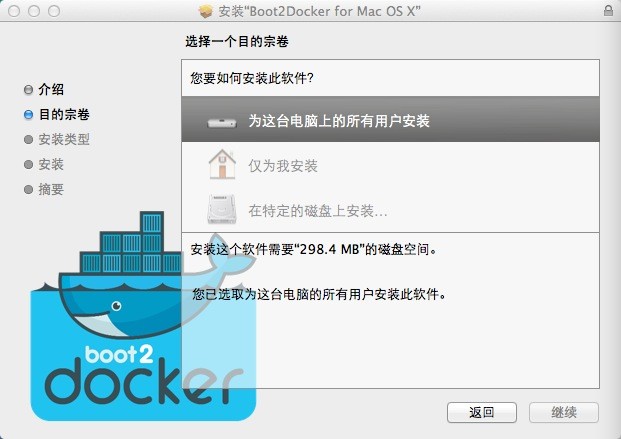 安装“Boot2Docker for Mac OS X”
选择一个目的宗卷
介绍
目的宗卷
安装类型
安装
摘要
您要如何安装此软件?
为这台电脑上的所有用户安装
仅为我安装
在特定的磁盘上安装...
安装这个软件需要“298.4 MB”的磁盘空间。
您已选取为这台电脑的所有用户安装此软件。
boot2
docker
返回
继续